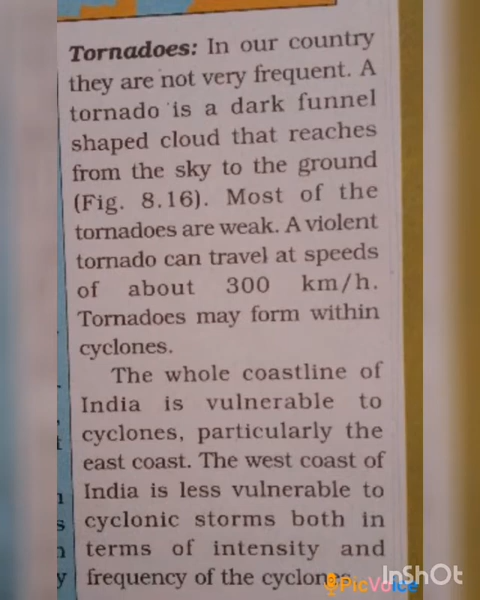 Tornadoes: In our country
they are not very frequent. A
tornado is a dark funnel
shaped cloud that reaches
from the sky to the ground
(Fig. 8.16). Most of the
tornadoes are weak. A violent
tornado can travel at speeds
of about 300 km/h.
Tornadoes may form within
cyclones.
The whole coastline of
India is vulnerable to
cyclones, particularly the
east coast. The west coast of
India is less vulnerable to
cyclonic storms both in
terms of intensity and
frequency of the cyclones.
PicVoice
InShOt